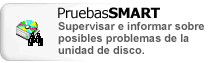 PruebasSMART
Supervisar e informar sobre
posibles problemas de la
unidad de disco.